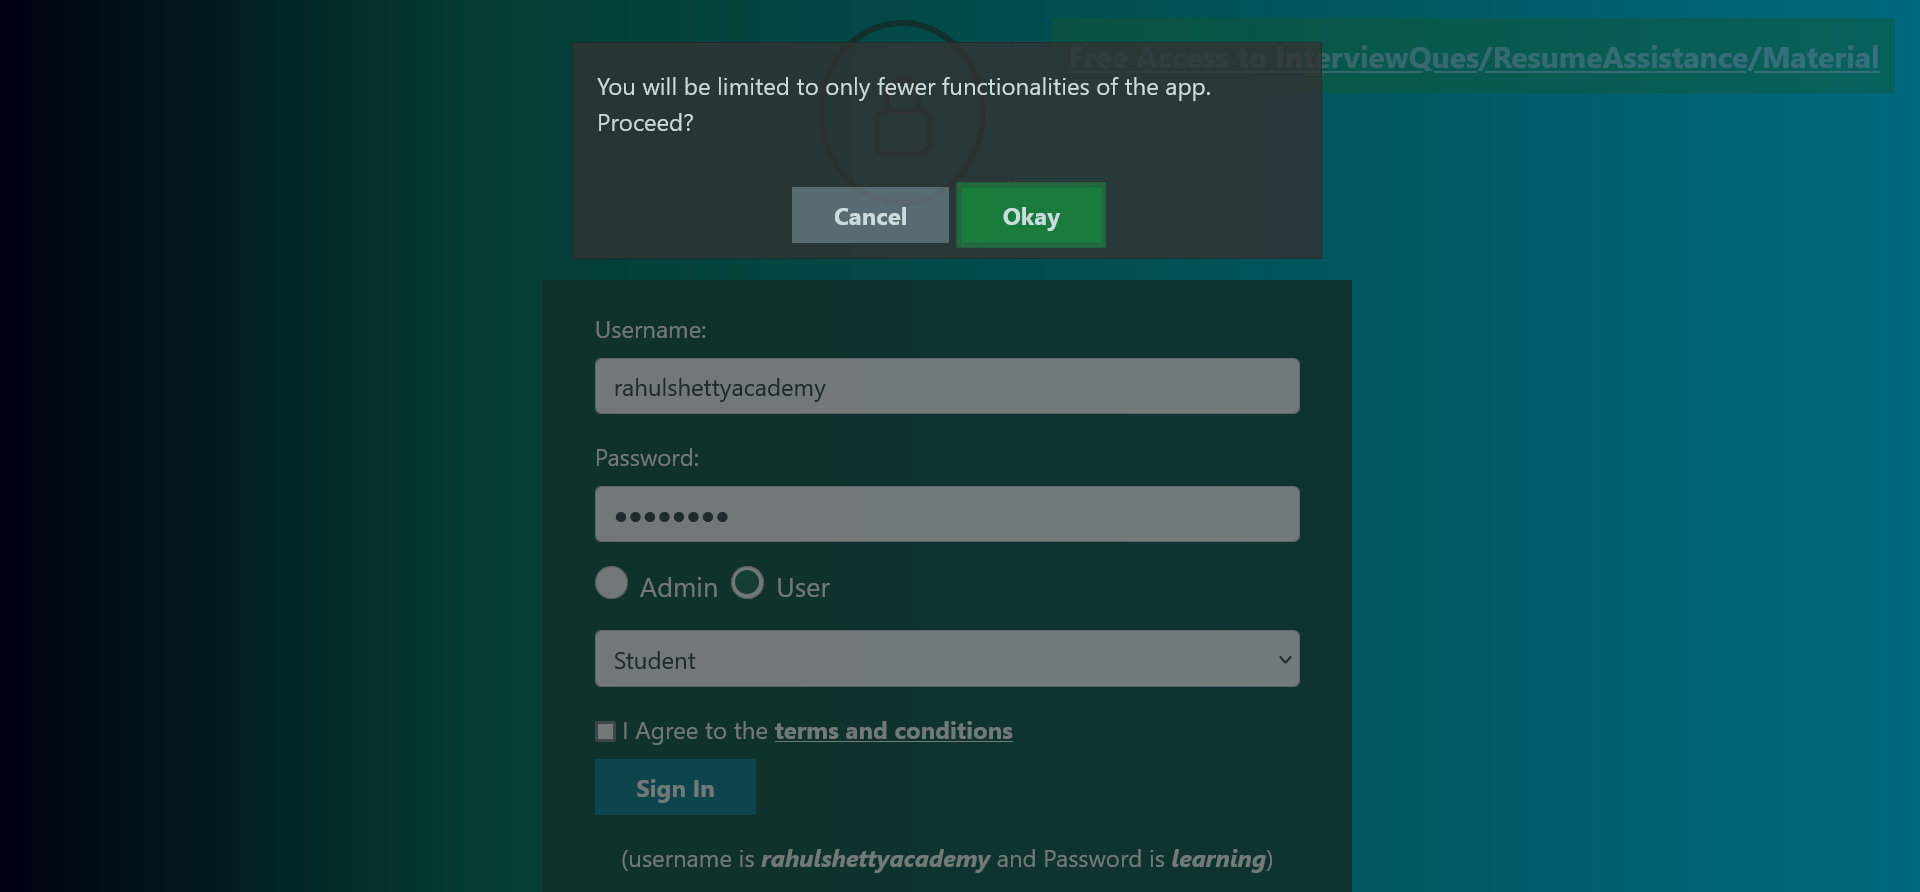 Free Access to InterviewQues/ResumeAssistance/Material
You will be limited to only fewer functionalities of the app.
Proceed?
Cancel
Okay
Username:
rahulshettyacademy
Password:
••••••••
Admin
User
Student
I Agree to the terms and conditions
Sign In
(username is rahulshettyacademy and Password is learning)